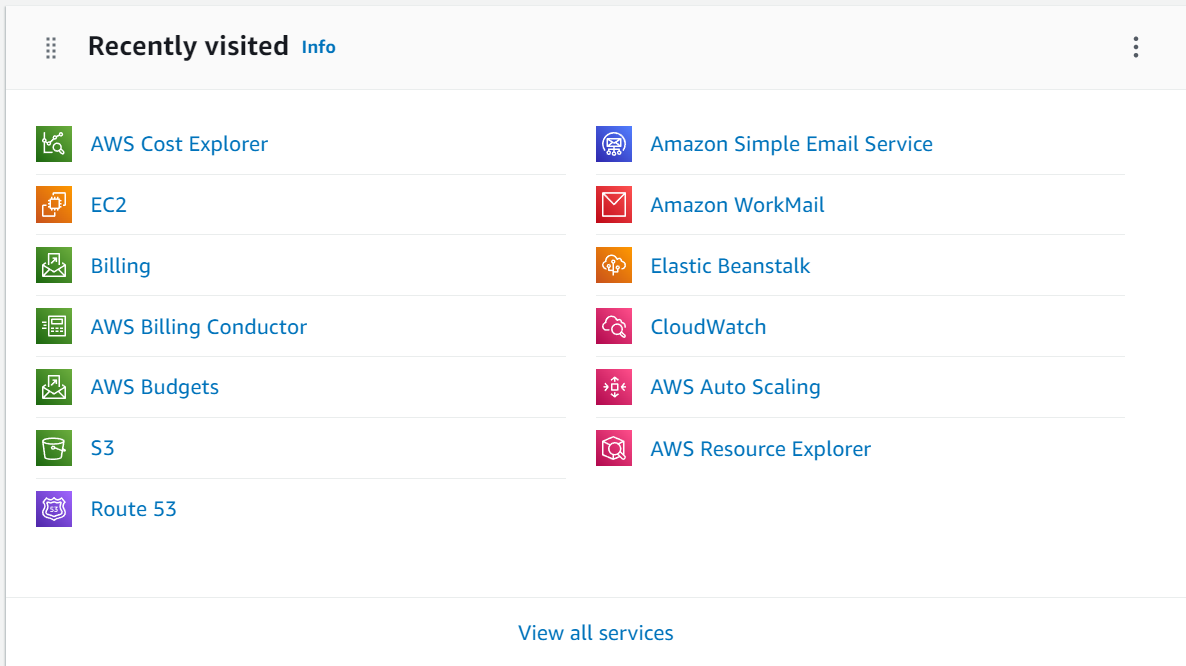 Recently visited Info
AWS Cost Explorer
EC2
Billing
AWS Billing Conductor
AWS Budgets
S3
53
Route 53
Amazon Simple Email Service
Amazon WorkMail
Elastic Beanstalk
CloudWatch
AWS Auto Scaling
AWS Resource Explorer
View all services